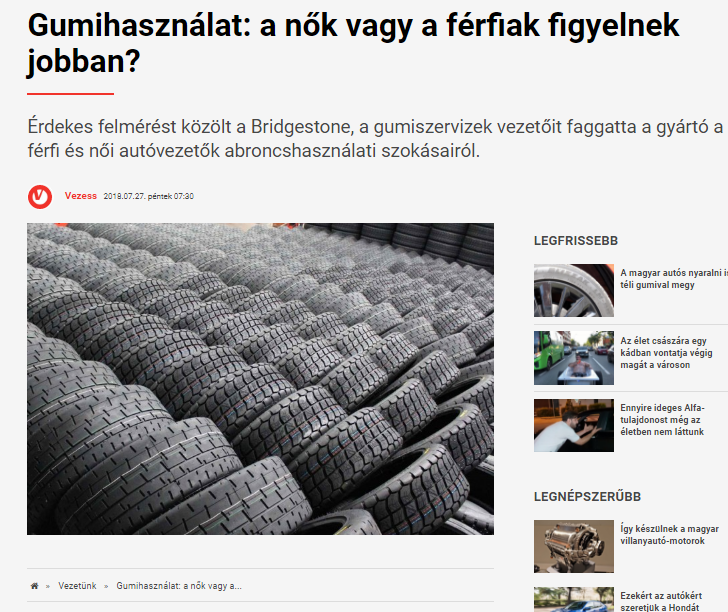 Gumihasználat: a nők vagy a férfiak figyelnek
jobban?
Érdekes felmérést közölt a Bridgestone, a gumiszervizek vezetőit faggatta a gyártó a
férfi és női autóvezetők abroncshasználati szokásairól.
Vezess 2018.07.27. péntek 07:30
LEGFRISSEBB
A magyar autós nyaralni is
téli gumival megy
Az élet császára egy
kádban vontatja végig
magát a városon
Ennyire ideges Alfa-
tulajdonost még az
életben nem láttunk
LEGNÉPSZERŰBB
Így készülnek a magyar
villanyautó-motorok
Ezekért az autókért
szeretjük a Hondát
» Vezetünk » Gumihasználat: a nők vagy a...